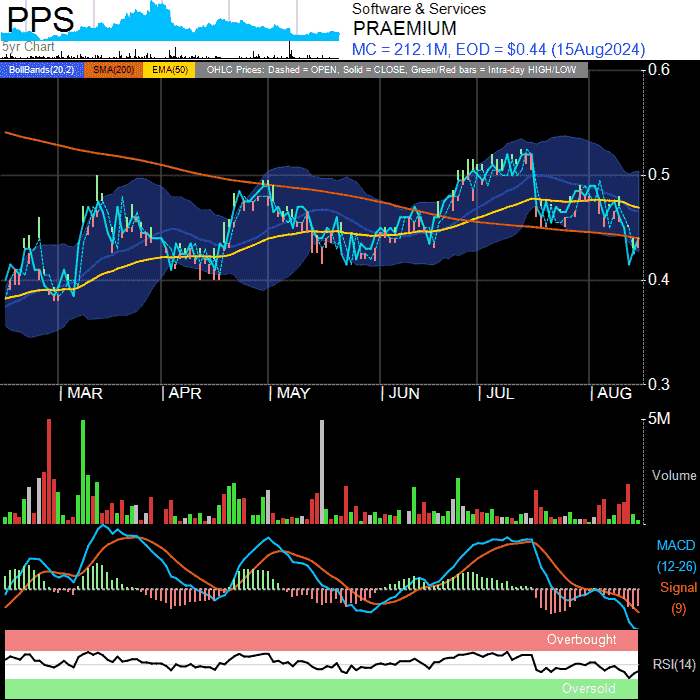 PPS
5yr Chart
Software & Services
PRAEMIUM
MC = 212.1M, EOD = $0.44 (15Aug2024)
BollBands(20,2) SMA(200) EMA(50) OHLC Prices: Dashed = OPEN, Solid = CLOSE, Green/Red bars = Intra-day HIGH/LOW
0.6
0.5
0.4
0.3
MAR APR MAY JUN JUL AUG
5M
Volume
MACD
(12-26)
Signal
(9)
Overbought
RSI(14)
Oversold